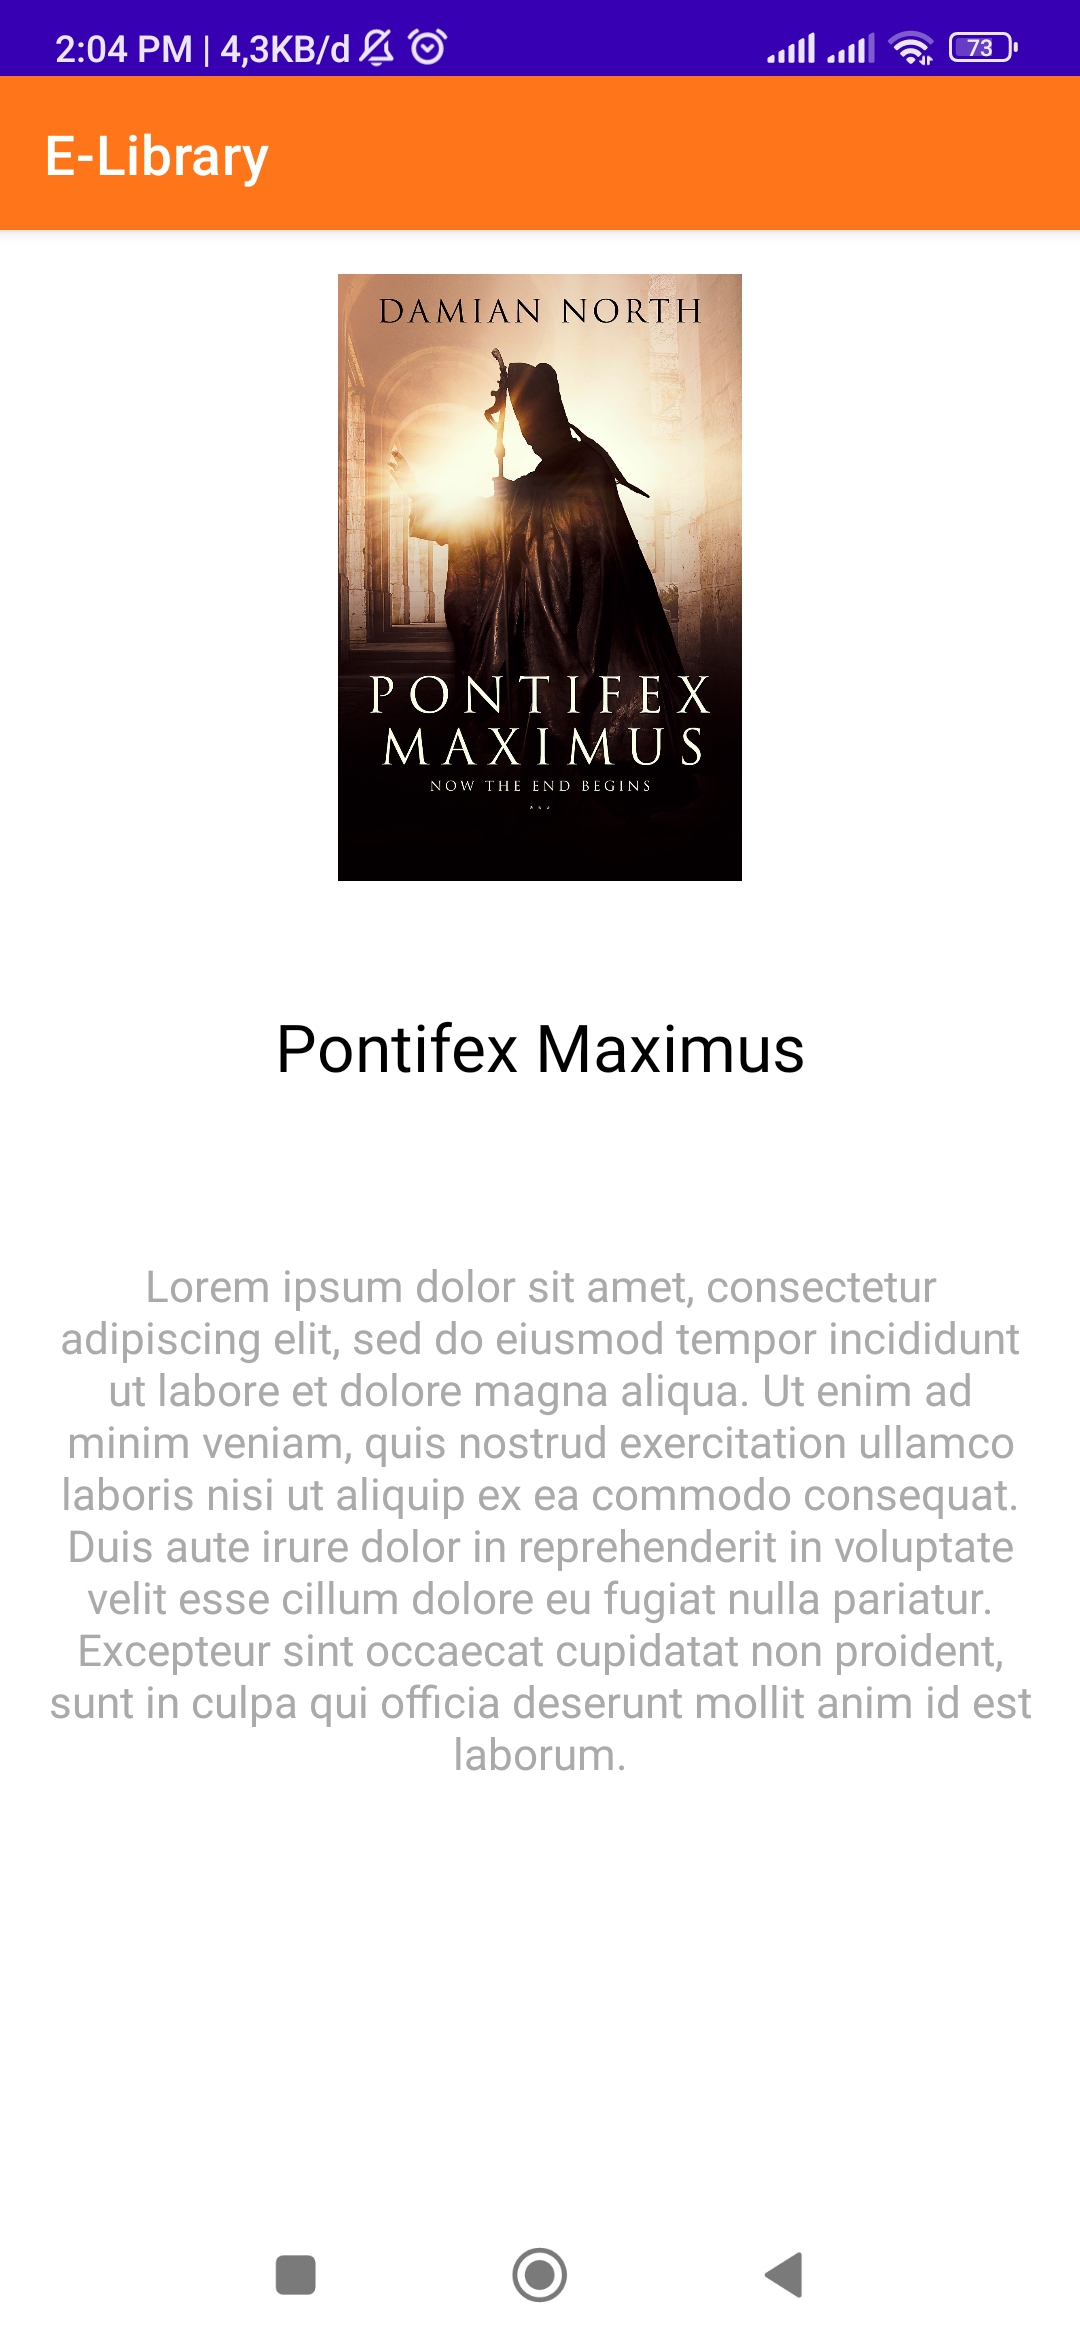 2:04 PM | 4,3KB/d
73
E-Library
DAMIAN NORTH
PONTIFEX
MAXIMUS
NOW THE END BEGINS
Pontifex Maximus
Lorem ipsum dolor sit amet, consectetur
adipiscing elit, sed do eiusmod tempor incididunt
ut labore et dolore magna aliqua. Ut enim ad
minim veniam, quis nostrud exercitation ullamco
laboris nisi ut aliquip ex ea commodo consequat.
Duis aute irure dolor in reprehenderit in voluptate
velit esse cillum dolore eu fugiat nulla pariatur.
Excepteur sint occaecat cupidatat non proident,
sunt in culpa qui officia deserunt mollit anim id est
laborum.